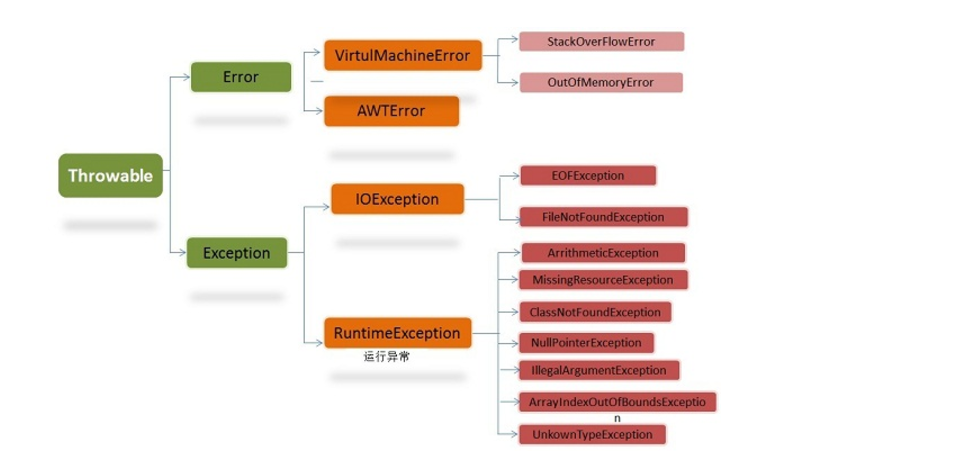 Throwable
Error
VirtulMachineError
StackOverFlowError
OutOfMemoryError
AWTError
Exception
IOException
EOFException
FileNotFoundException
RuntimeException
运行异常
ArrithmeticException
MissingResourceException
ClassNotFoundException
NullPointerException
IllegalArgumentException
ArrayIndexOutOfBoundsExceptio
n
UnkownTypeException